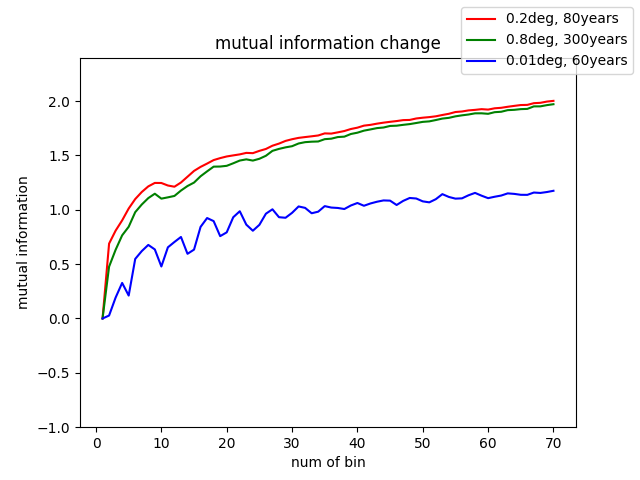 mutual information change
0.2deg, 80years
0.8deg, 300years
0.01deg, 60years
mutual information
2.0
1.5
1.0
0.5
0.0
−0.5
−1.0
0 10 20 30 40 50 60 70
num of bin